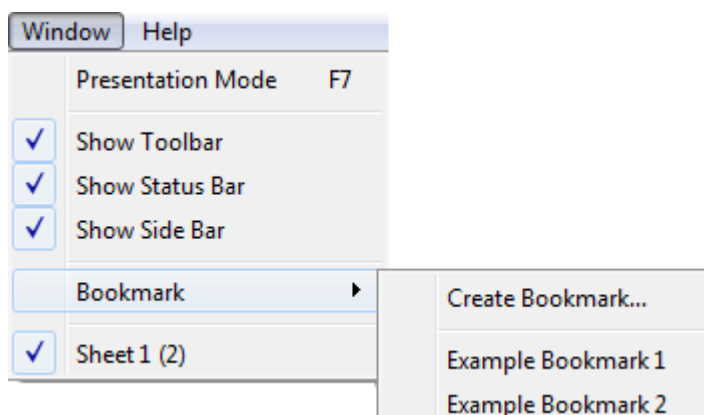 Window Help
Presentation Mode F7
Show Toolbar
Show Status Bar
Show Side Bar
Bookmark
Create Bookmark...
Sheet 1 (2)
Example Bookmark 1
Example Bookmark 2